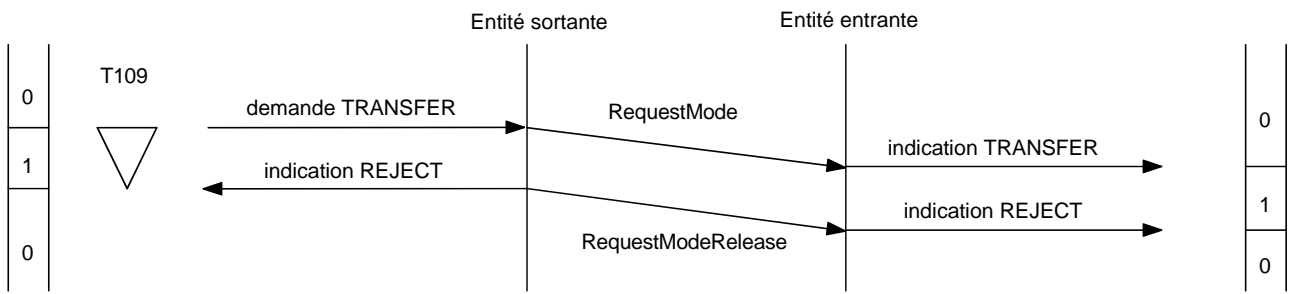 Entité sortante
Entité entrante
T109
0
demande TRANSFER
RequestMode
0
1
indication REJECT
indication TRANSFER
indication REJECT
1
RequestModeRelease
0
0